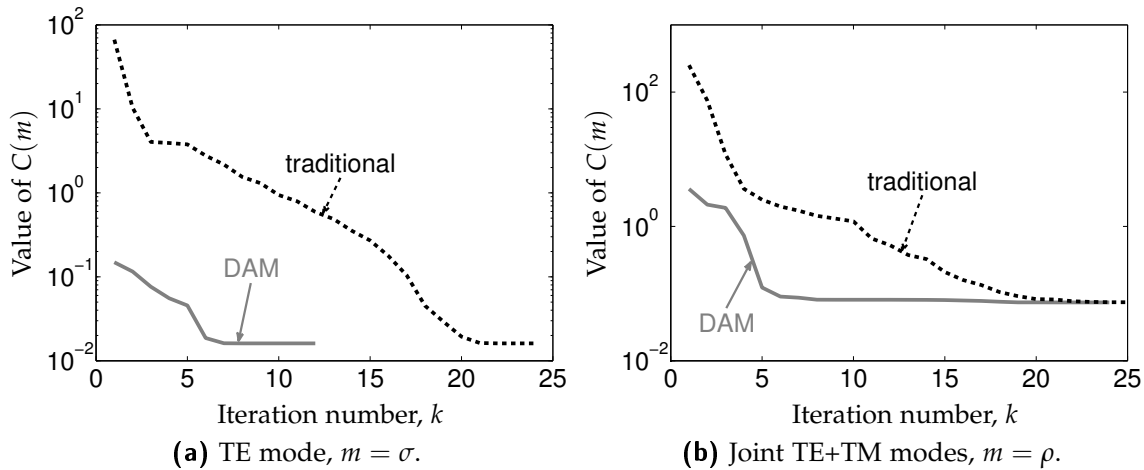 10^2
10^1
10^0
10^-1
10^-2
Value of C(m)
traditional
DAM
0 5 10 15 20 25
Iteration number, k
(a) TE mode, m = σ.
10^2
10^0
10^-2
Value of C(m)
traditional
DAM
0 5 10 15 20 25
Iteration number, k
(b) Joint TE+TM modes, m = ρ.